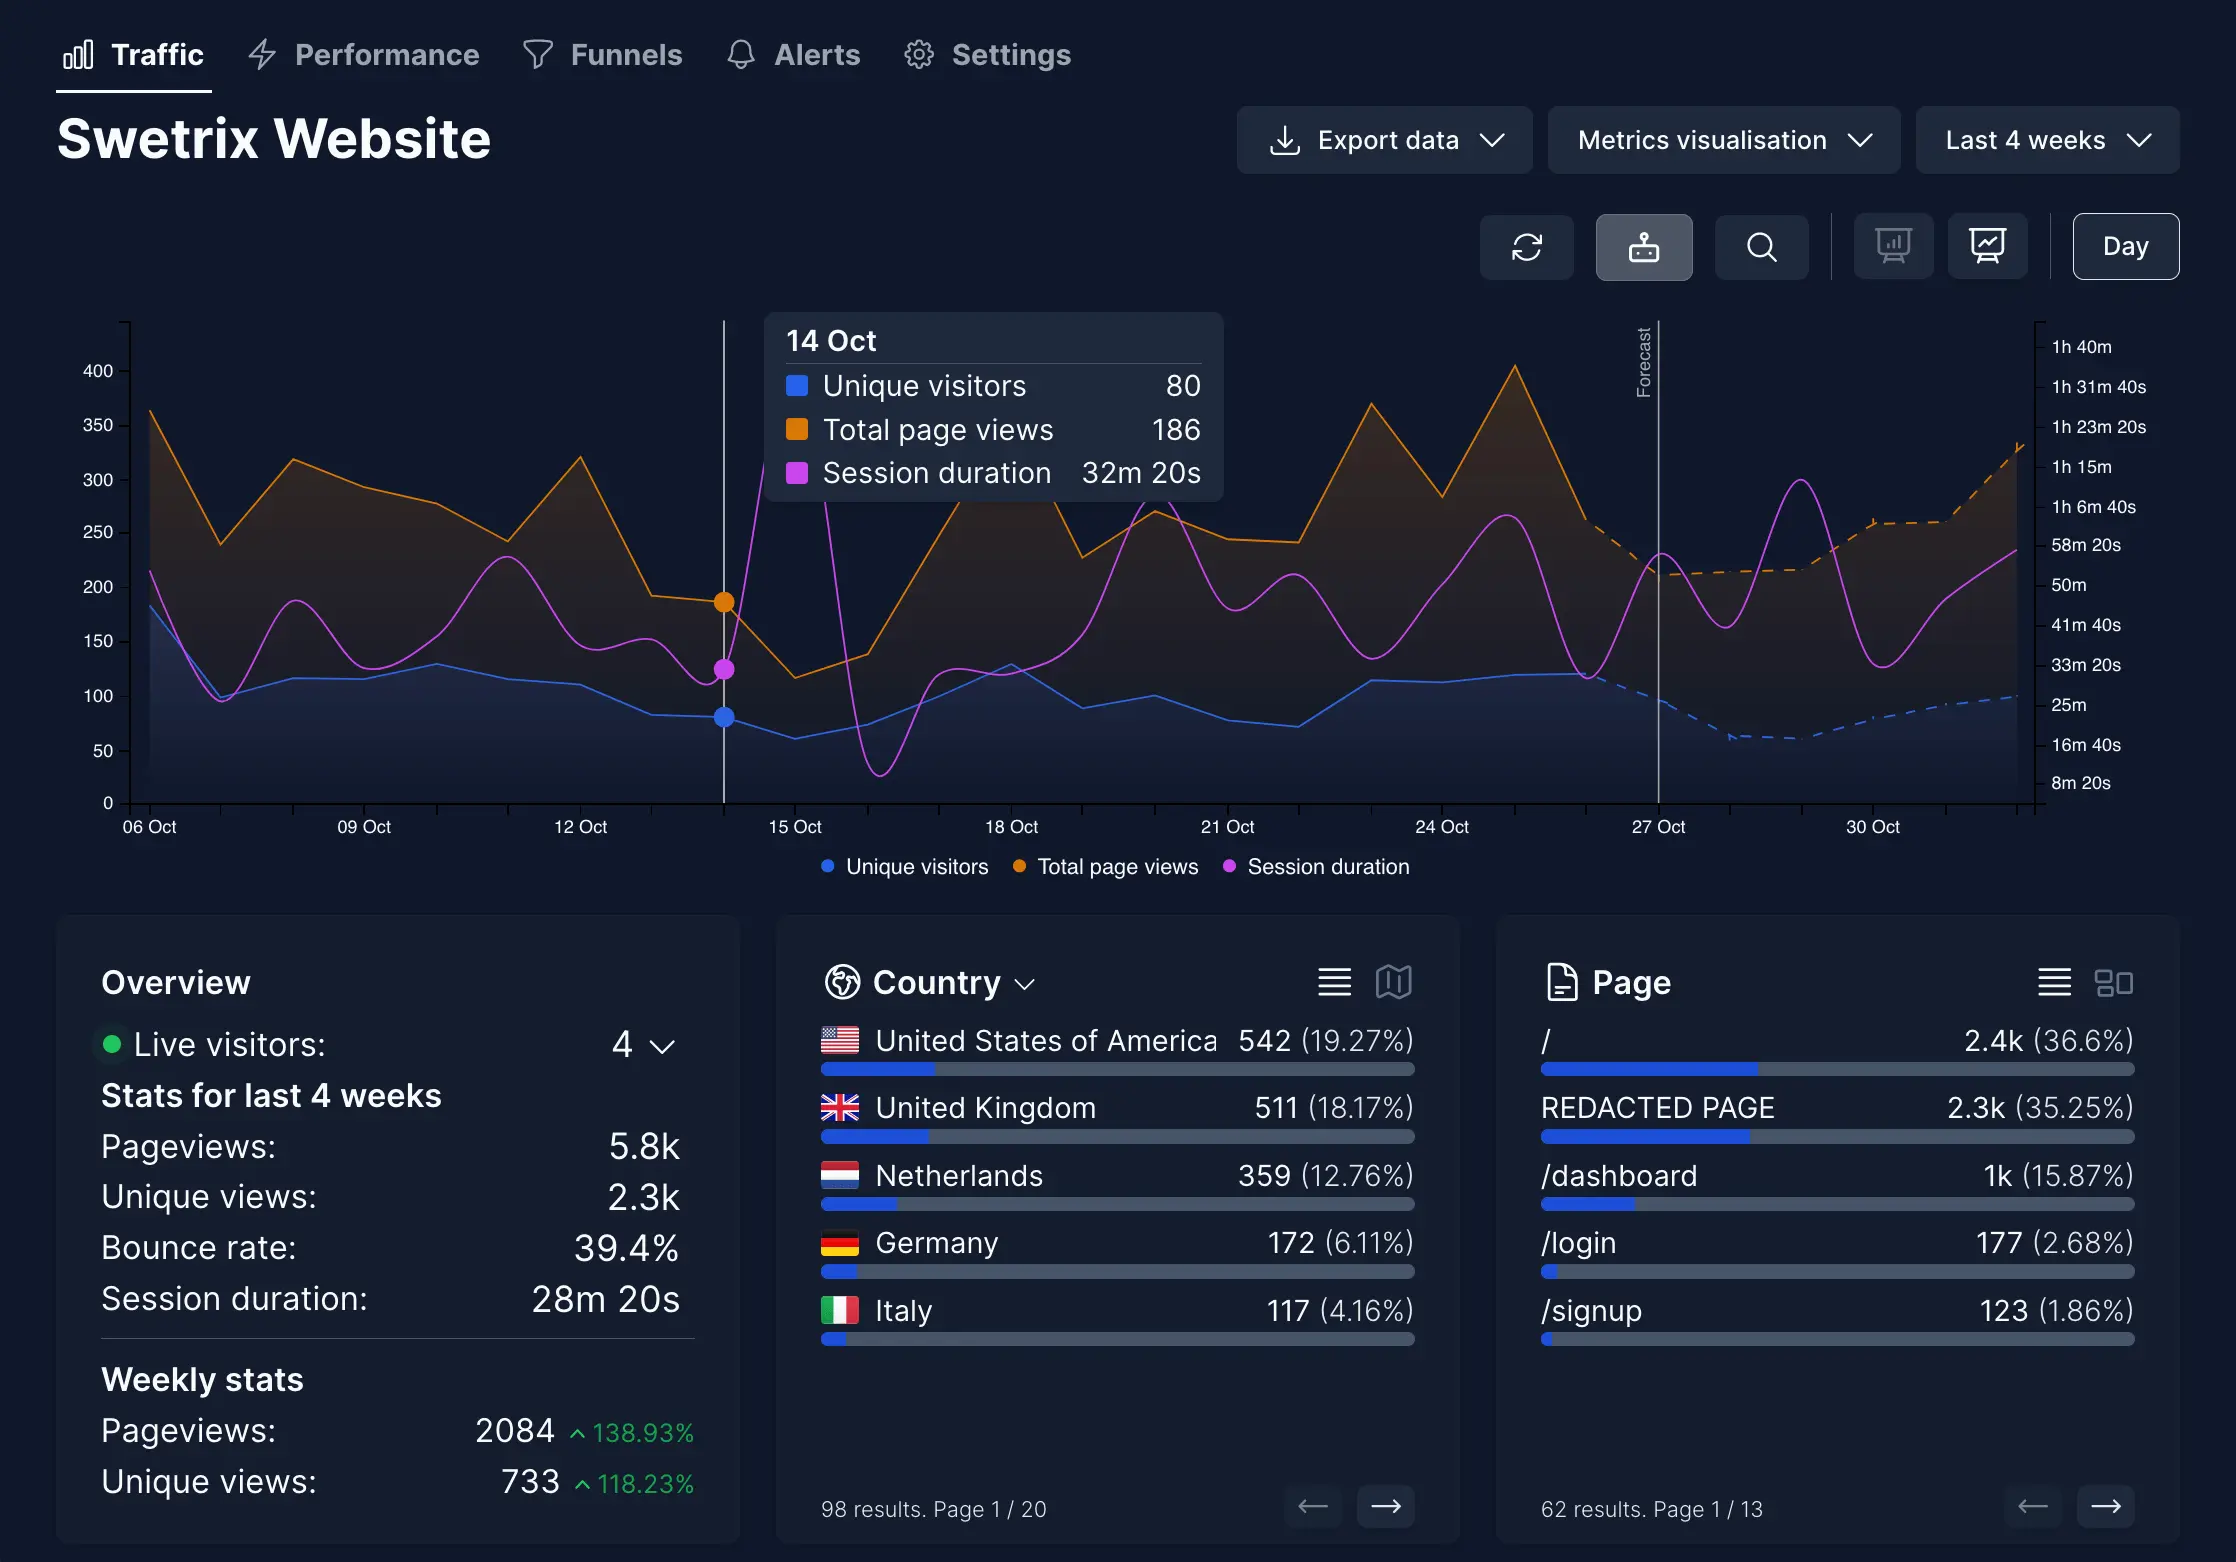 Traffic Performance Funnels Alerts Settings
Swetrix Website
Export data Metrics visualisation Last 4 weeks
Day
14 Oct
Unique visitors 80
Total page views 186
Session duration 32m 20s
Forecast
400
350
300
250
200
150
100
50
0
1h 40m
1h 31m 40s
1h 23m 20s
1h 15m
1h 6m 40s
58m 20s
50m
41m 40s
33m 20s
25m
16m 40s
8m 20s
06 Oct 09 Oct 12 Oct 15 Oct 18 Oct 21 Oct 24 Oct 27 Oct 30 Oct
Unique visitors Total page views Session duration
Overview
Live visitors: 4
Stats for last 4 weeks
Pageviews: 5.8k
Unique views: 2.3k
Bounce rate: 39.4%
Session duration: 28m 20s
Weekly stats
Pageviews: 2084 138.93%
Unique views: 733 118.23%
Country
United States of America 542 (19.27%)
United Kingdom 511 (18.17%)
Netherlands 359 (12.76%)
Germany 172 (6.11%)
Italy 117 (4.16%)
98 results. Page 1 / 20
Page
/ 2.4k (36.6%)
REDACTED PAGE 2.3k (35.25%)
/dashboard 1k (15.87%)
/login 177 (2.68%)
/signup 123 (1.86%)
62 results. Page 1 / 13